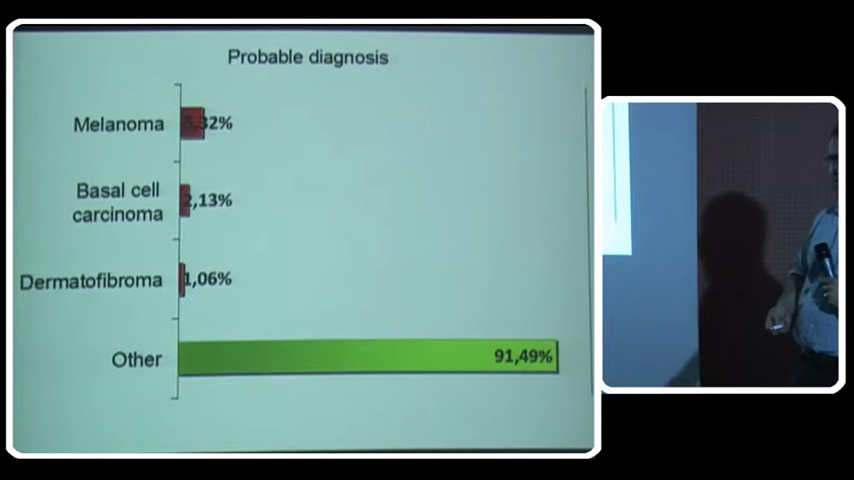 Probable diagnosis
Melanoma
5,32%
Basal cell
carcinoma
2,13%
Dermatofibroma
1,06%
Other
91,49%